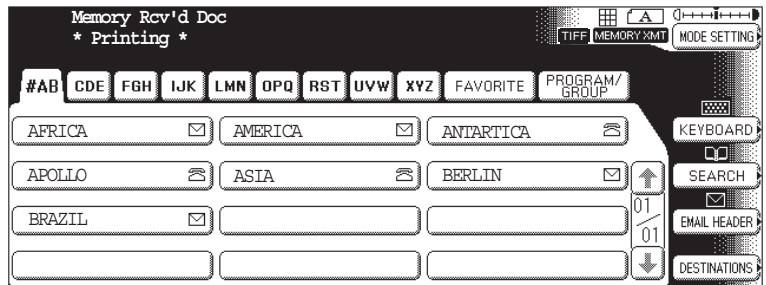 Memory Rcv'd Doc
* Printing *
A
TIFF MEMORY XMT
MODE SETTING
#AB CDE FGH IJK LMN OPQ RST UVW XYZ FAVORITE PROGRAM/
GROUP
AFRICA AMERICA ANTARTICA
KEYBOARD
APOLLO ASIA BERLIN
SEARCH
BRAZIL
01
01
EMAIL HEADER
DESTINATIONS